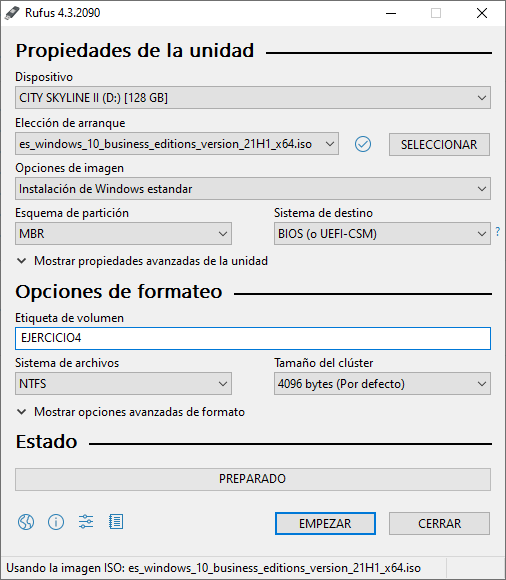 Rufus 4.3.2090
Propiedades de la unidad
Dispositivo
CITY SKYLINE II (D:) [128 GB]
Elección de arranque
es_windows_10_business_editions_version_21H1_x64.iso
SELECCIONAR
Opciones de imagen
Instalación de Windows estandar
Esquema de partición
Sistema de destino
MBR
BIOS (o UEFI-CSM)
?
Mostrar propiedades avanzadas de la unidad
Opciones de formateo
Etiqueta de volumen
EJERCICIO4
Sistema de archivos
Tamaño del clúster
NTFS
4096 bytes (Por defecto)
Mostrar opciones avanzadas de formato
Estado
PREPARADO
EMPEZAR
CERRAR
Usando la imagen ISO: es_windows_10_business_editions_version_21H1_x64.iso